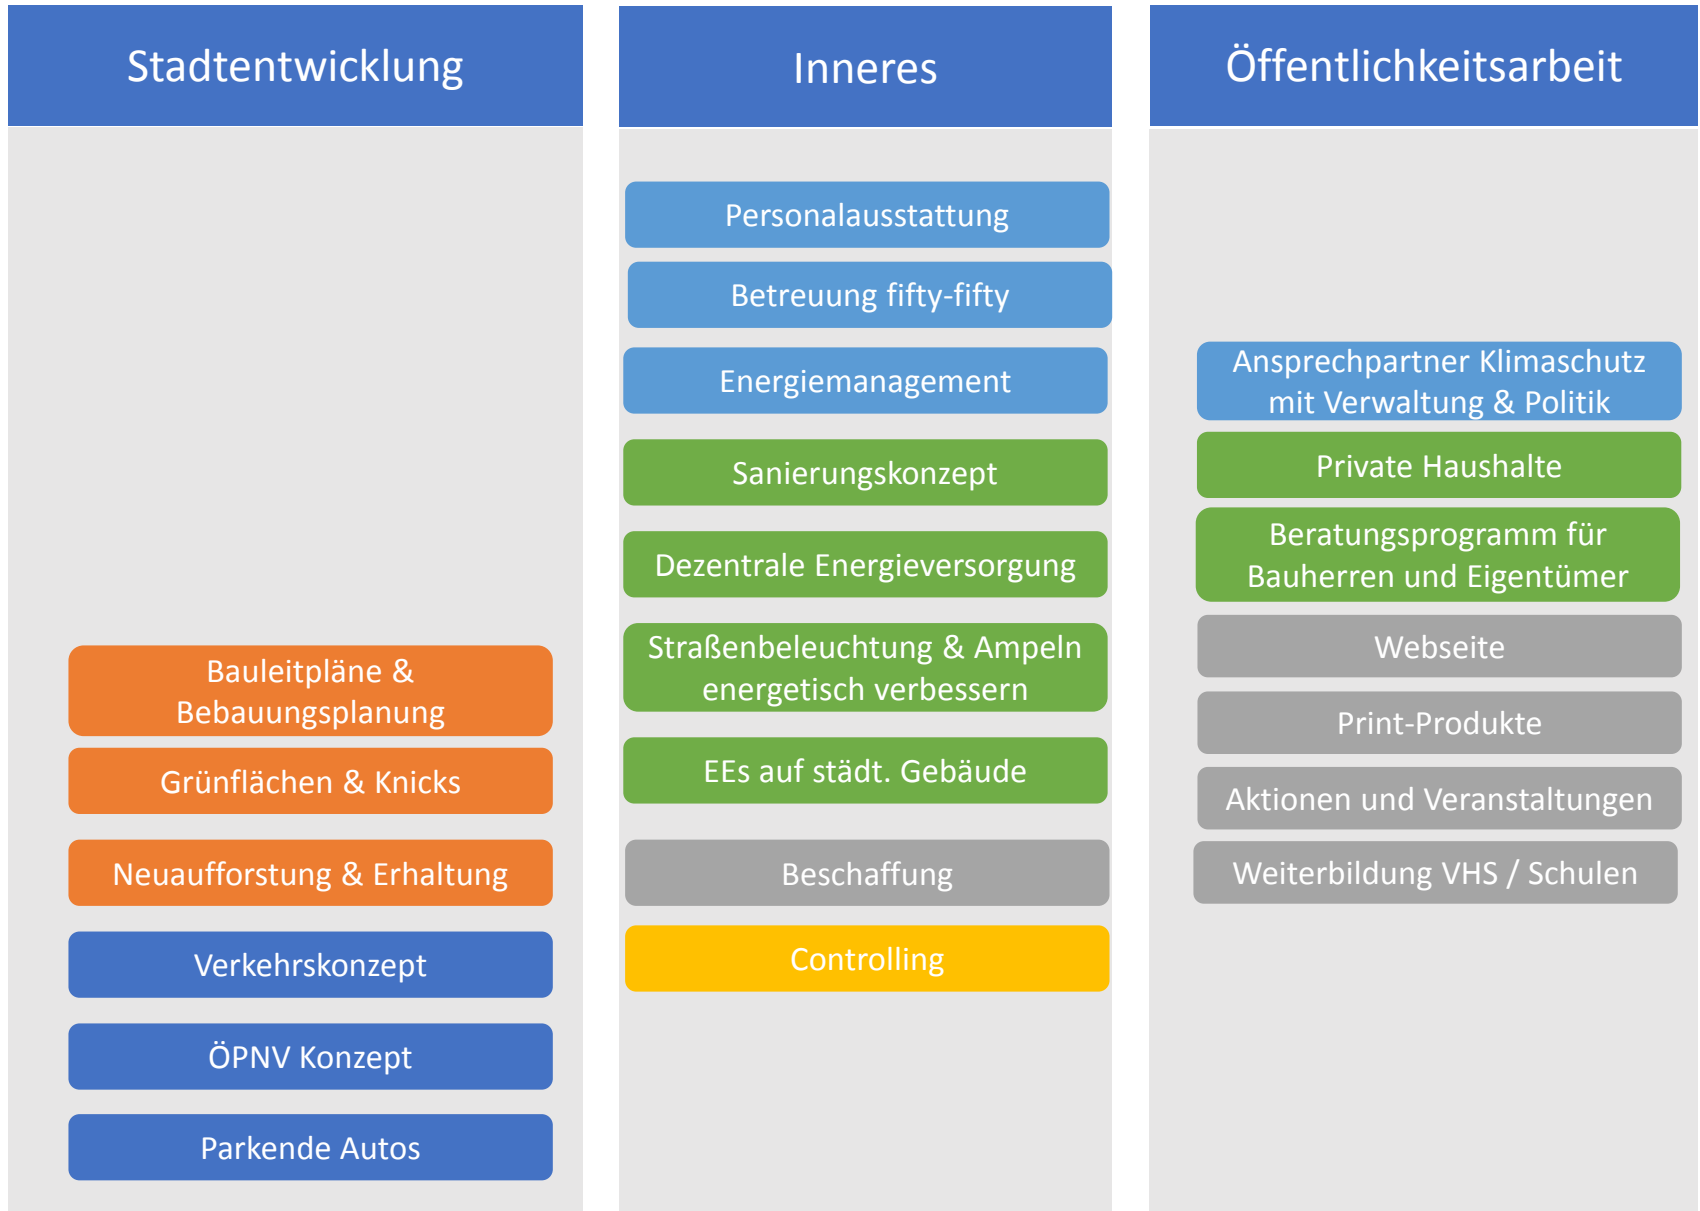 Stadtentwicklung
Bauleitpläne &
Bebauungsplanung
Grünflächen & Knicks
Neuaufforstung & Erhaltung
Verkehrskonzept
ÖPNV Konzept
Parkende Autos
Inneres
Personalausstattung
Betreuung fifty-fifty
Energiemanagement
Sanierungskonzept
Dezentrale Energieversorgung
Straßenbeleuchtung & Ampeln
energetisch verbessern
EEs auf städt. Gebäude
Beschaffung
Controlling
Öffentlichkeitsarbeit
Ansprechpartner Klimaschutz
mit Verwaltung & Politik
Private Haushalte
Beratungsprogramm für
Bauherren und Eigentümer
Webseite
Print-Produkte
Aktionen und Veranstaltungen
Weiterbildung VHS / Schulen